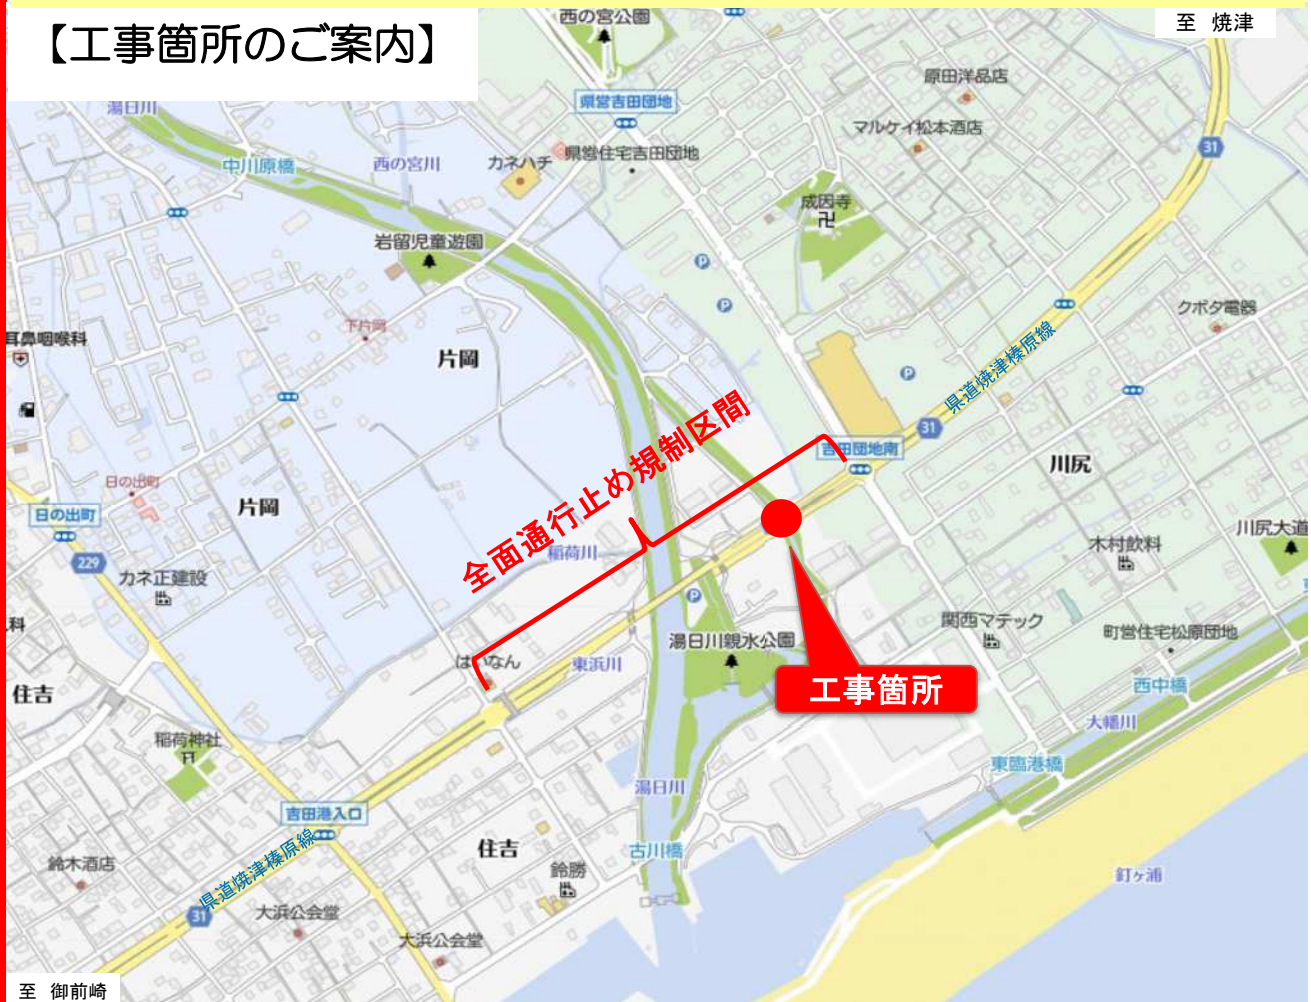 【工事箇所のご案内】
西の宮公園
至 焼津
湯日川
県営吉田団地
原田洋品店
マルケイ松本酒店
31
中川原橋
西の宮川
カネハチ
県営住宅吉田団地
成因寺
岩留児童遊園
P
P
クボタ電器
耳鼻咽喉科
下片岡
片岡
県道焼津榛原線
P
31
全面通行止め規制区間
吉田団地南
川尻
日の出町
片岡
日の出町
川尻大道
稲荷川
木村飲料
229
カネ正建設
P
科
関西マテック
町営住宅松原団地
湯日川親水公園
はいなん
東浜川
工事箇所
住吉
西中橋
大幡川
稲荷神社
東臨港橋
湯日川
吉田港入口
県道焼津榛原線
住吉
古川橋
鈴木酒店
鈴勝
釘ヶ浦
31
大浜公会堂
大浜公会堂
至 御前崎